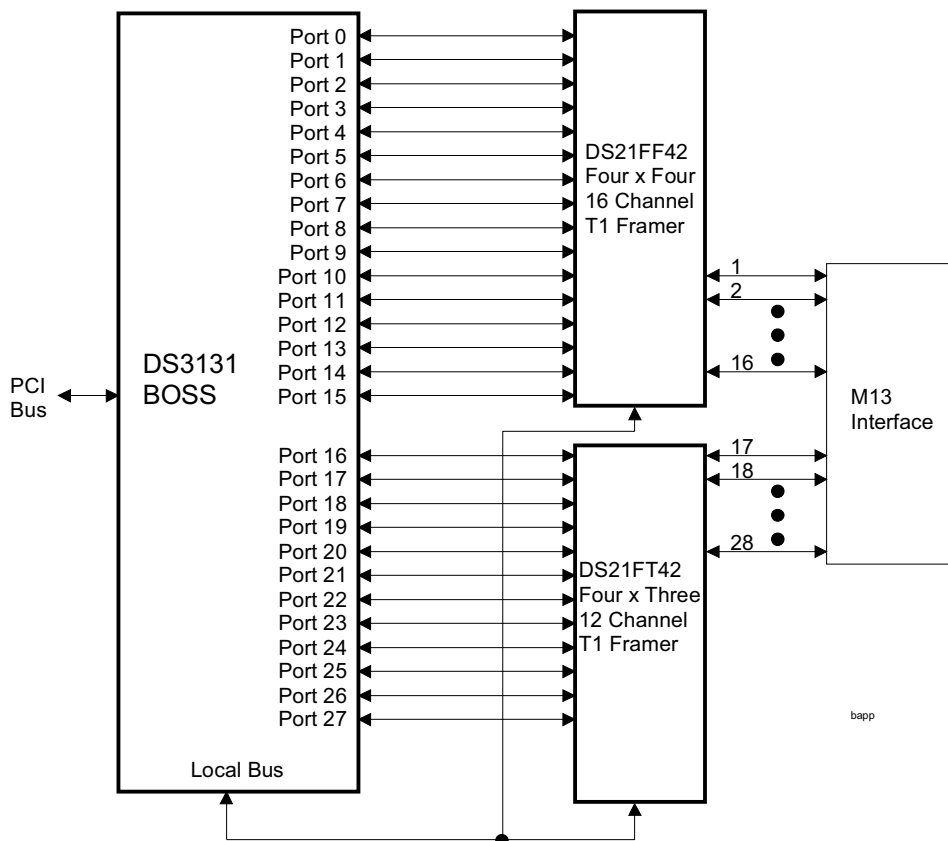 Port 0
Port 1
Port 2
Port 3
Port 4
Port 5
Port 6
Port 7
Port 8
Port 9
Port 10
Port 11
Port 12
Port 13
Port 14
Port 15
DS3131
BOSS
PCI
Bus
Port 16
Port 17
Port 18
Port 19
Port 20
Port 21
Port 22
Port 23
Port 24
Port 25
Port 26
Port 27
Local Bus
DS21FF42
Four x Four
16 Channel
T1 Framer
1
2
16
M13
Interface
17
18
28
DS21FT42
Four x Three
12 Channel
T1 Framer
bapp